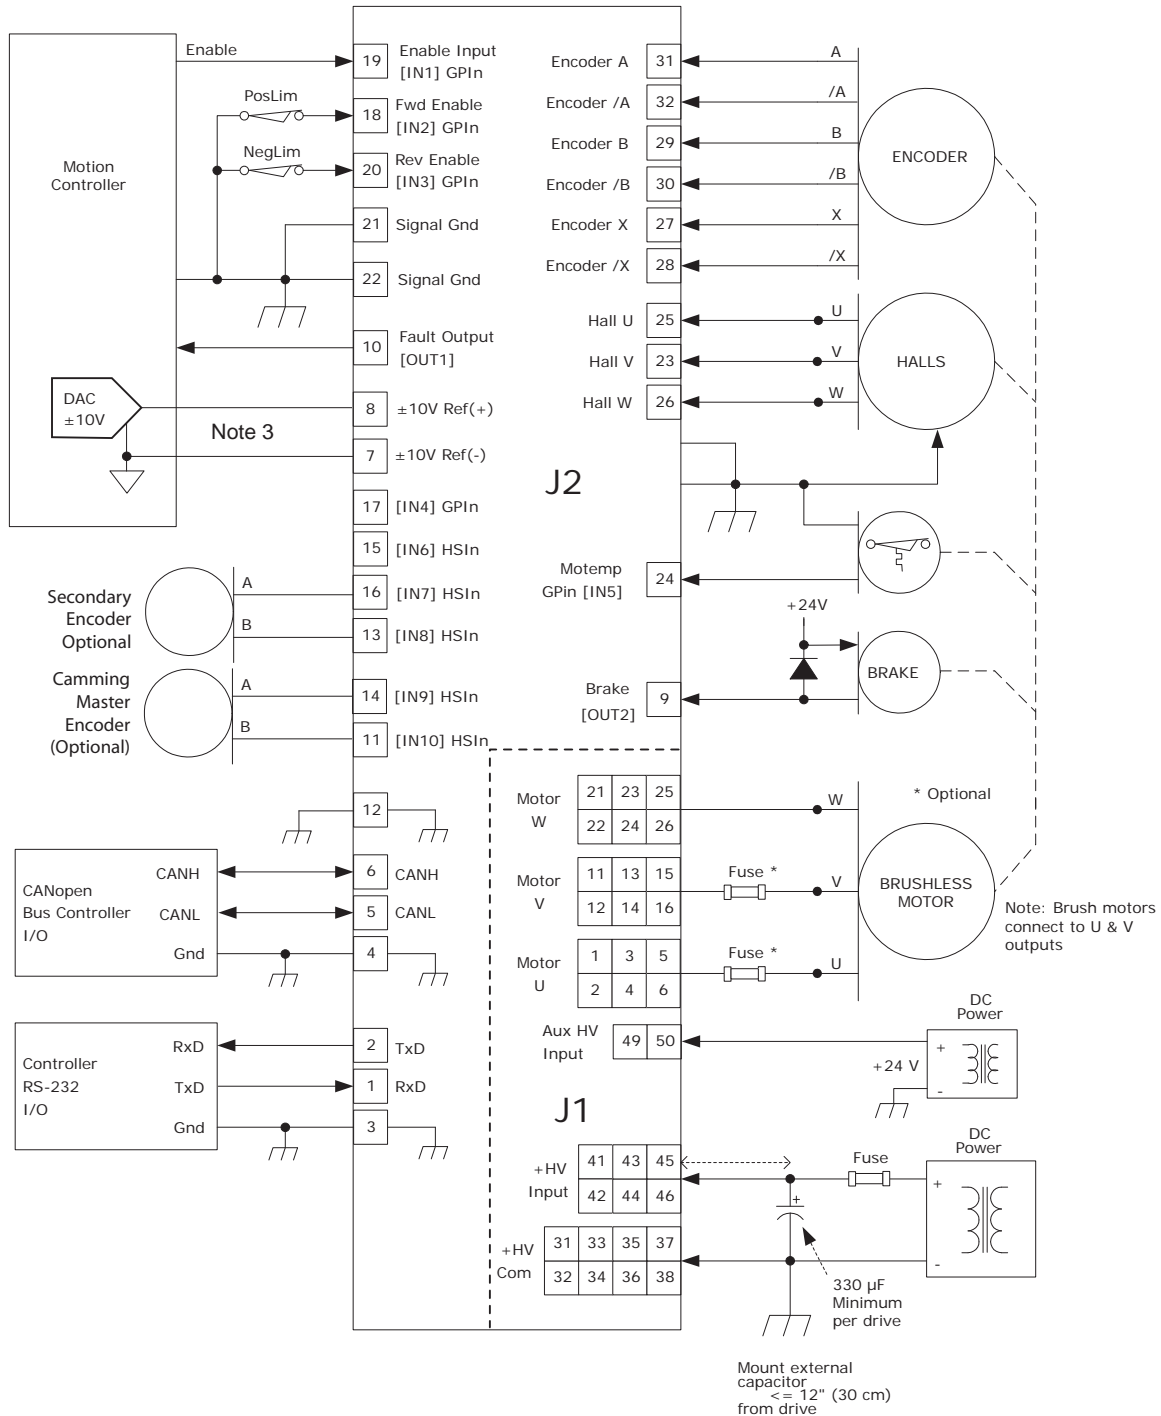 Motion
Controller
Enable
PosLim
NegLim
DAC
±10V
Note 3
19
Enable Input
[IN1] GPIn
18
Fwd Enable
[IN2] GPIn
20
Rev Enable
[IN3] GPIn
21
Signal Gnd
22
Signal Gnd
10
Fault Output
[OUT1]
8
±10V Ref(+)
7
±10V Ref(-)
17
[IN4] GPIn
15
[IN6] HSIn
16
[IN7] HSIn
13
[IN8] HSIn
14
[IN9] HSIn
11
[IN10] HSIn
Secondary
Encoder
Optional
A
B
Camming
Master
Encoder
(Optional)
A
B
12
CANopen
Bus Controller
I/O
CANH
CANL
Gnd
6
CANH
5
CANL
4
Controller
RS-232
I/O
RxD
TxD
Gnd
2
TxD
1
RxD
3
Encoder A
31
A
Encoder /A
32
/A
Encoder B
29
B
Encoder /B
30
/B
Encoder X
27
X
Encoder /X
28
/X
ENCODER
Hall U
25
U
Hall V
23
V
Hall W
26
W
HALLS
J2
Motemp
GPin [IN5]
24
+24V
Brake
[OUT2]
9
BRAKE
Motor
W
21 23 25
22 24 26
W
* Optional
Motor
V
11 13 15
12 14 16
Fuse *
V
BRUSHLESS
MOTOR
Note: Brush motors
connect to U & V
outputs
Motor
U
1 3 5
2 4 6
Fuse *
U
Aux HV
Input
49 50
DC
Power
+
+24 V
-
J1
+HV
Input
41 43 45
42 44 46
Fuse
DC
Power
+
-
+
+HV
Com
31 33 35 37
32 34 36 38
330 µF
Minimum
per drive
Mount external
capacitor
<= 12" (30 cm)
from drive